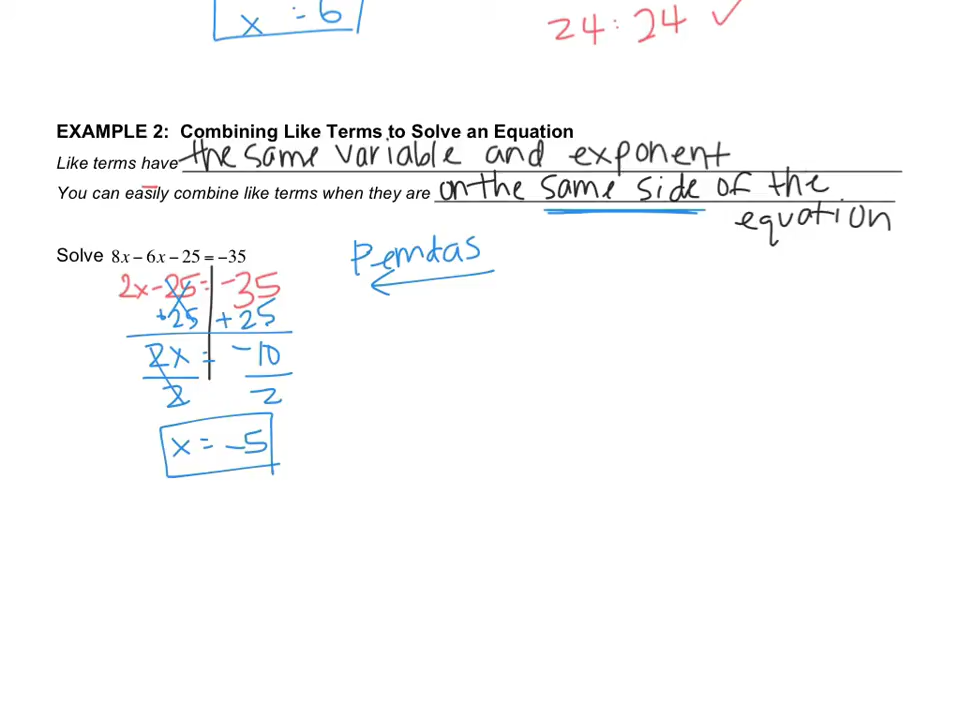 x = 6
24 : 24 ✓
EXAMPLE 2: Combining Like Terms to Solve an Equation
Like terms have the same variable and exponent
You can easily combine like terms when they are on the same side of the
equation
Solve 8x – 6x – 25 = –35
Pemdas
2x - 25 = -35
+25 +25
2x = -10
2 2
x = -5